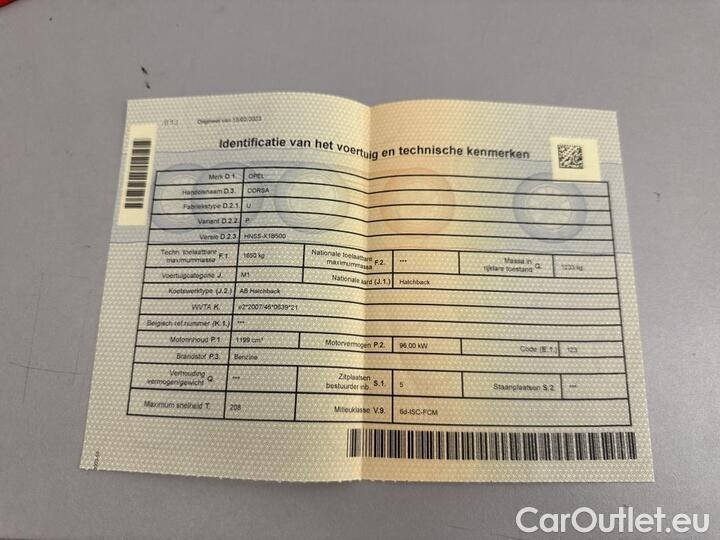 (I.1.)
Origineel van 15/02/2023
Identificatie van het voertuig en technische kenmerken
Merk D.1. OPEL
Handelsnaam D.3. CORSA
Fabriekstype D.2.1. U
Variant D.2.2. P
Versie D.2.3. HNSS-X1B500
Techn. toelaatbare maximummassa F.1. 1650 kg Nationale toelaatbare maximummassa F.2. *** Massa in rijklare toestand G. 1233 kg
Voertuigcategorie J. M1 Nationale aard (J.1.) Hatchback
Koetswerktype (J.2.) AB Hatchback
WVTA K. e2*2007/46*0639*21
Belgisch ref.nummer (K.1.) ***
Motorinhoud P.1. 1199 cm³ Motorvermogen P.2. 96,00 kW Code (E.1.) 123
Brandstof P.3. Benzine
Verhouding vermogen/gewicht Q. *** Zitplaatsen bestuurder inb. S.1. 5 Staanplaatsen S.2. ***
Maximum snelheid T. 208 Milieuklasse V.9. 6d-ISC-FCM
CarOutlet.eu